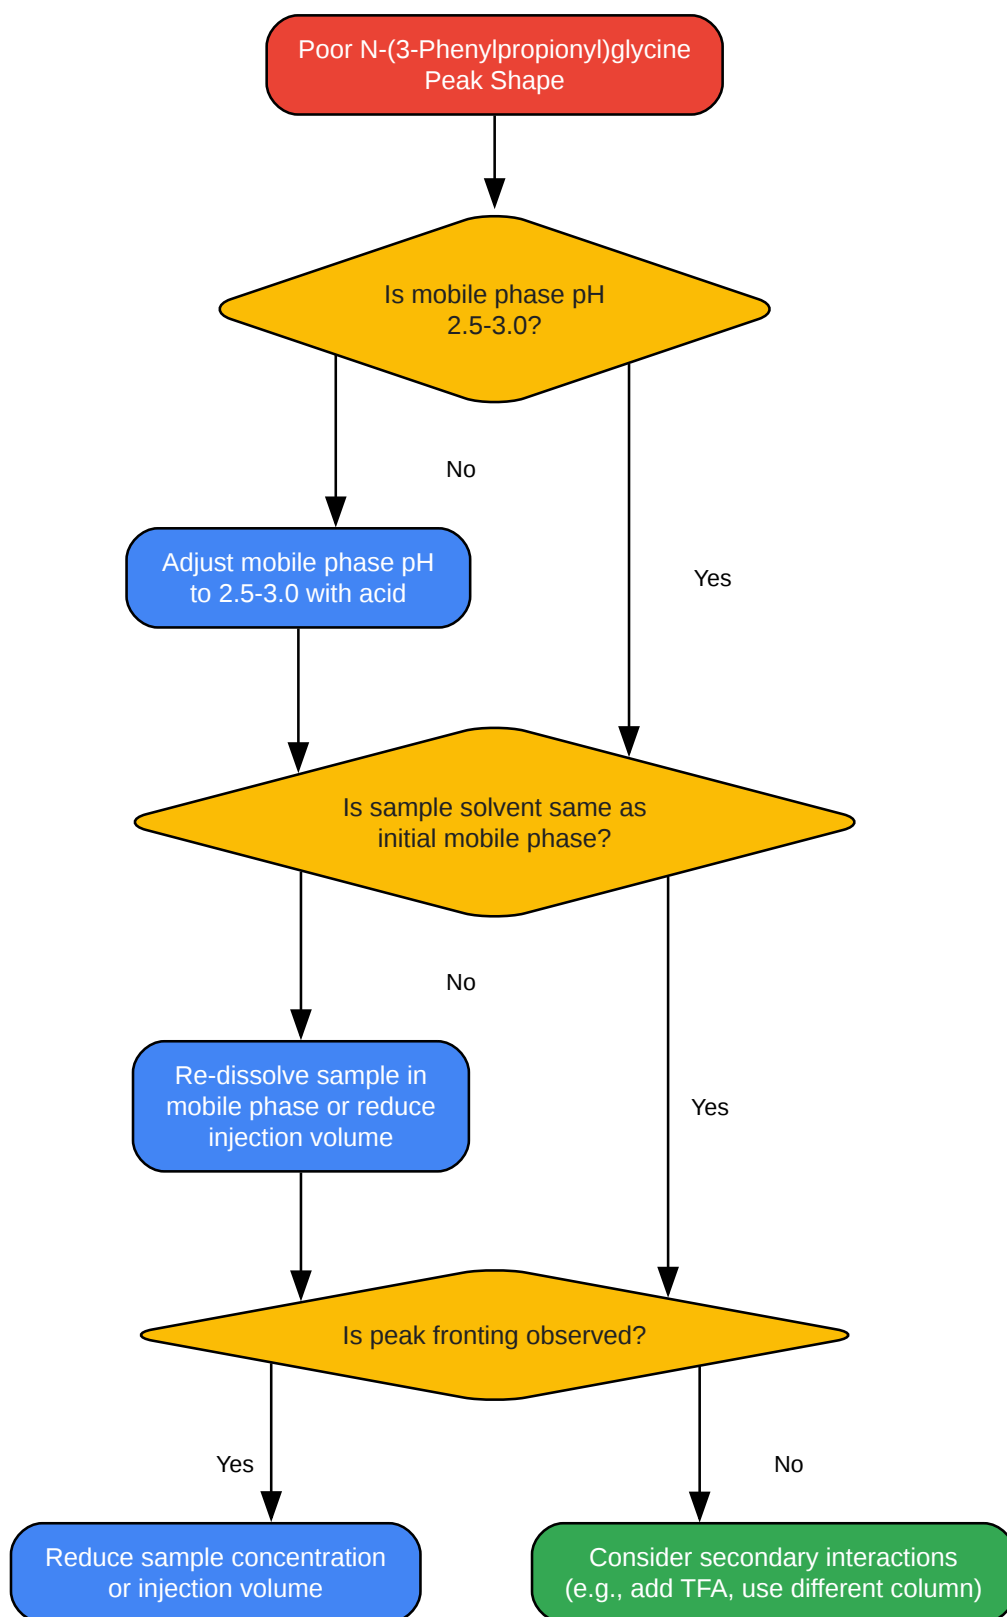 Poor N-(3-Phenylpropionyl)glycine
Peak Shape
Is mobile phase pH
2.5-3.0?
No
Adjust mobile phase pH
to 2.5-3.0 with acid
Yes
Is sample solvent same as
initial mobile phase?
No
Re-dissolve sample in
mobile phase or reduce
injection volume
Yes
Is peak fronting observed?
Yes
No
Reduce sample concentration
or injection volume
Consider secondary interactions
(e.g., add TFA, use different column)